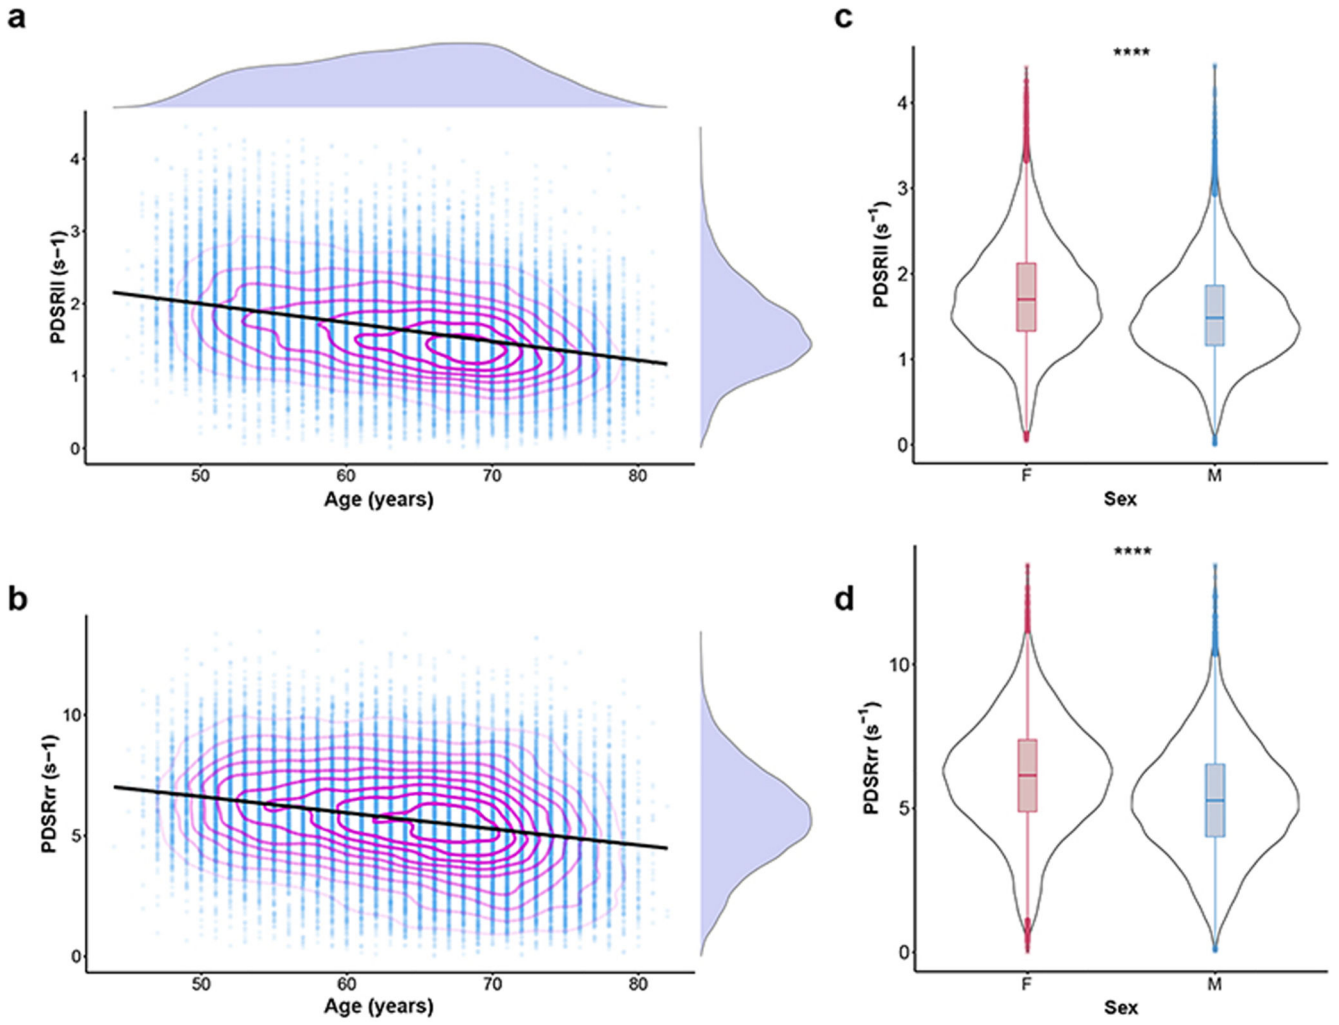 a
4
3
2
1
0
PDSRll (s−1)
50 60 70 80
Age (years)
b
10
5
0
PDSRrr (s−1)
50 60 70 80
Age (years)
c
****
4
3
2
1
0
PDSRll (s⁻¹)
F M
Sex
d
****
10
5
0
PDSRrr (s⁻¹)
F M
Sex